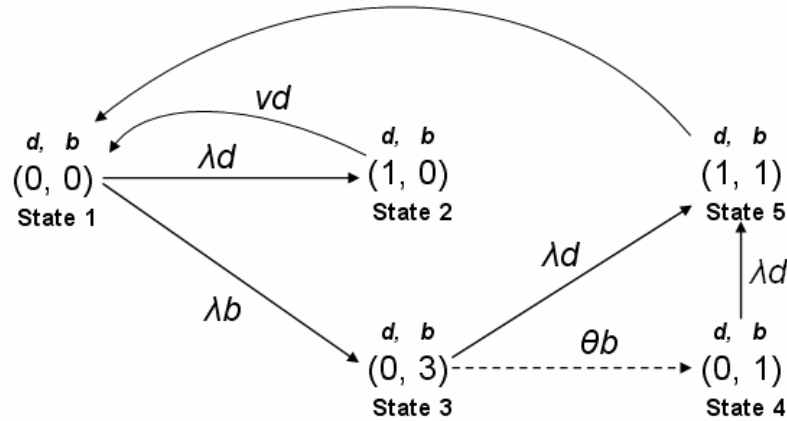 νd
d, b
(0, 0)
State 1
λd
d, b
(1, 0)
State 2
d, b
(1, 1)
State 5
λb
λd
λd
d, b
(0, 3)
State 3
θb
d, b
(0, 1)
State 4